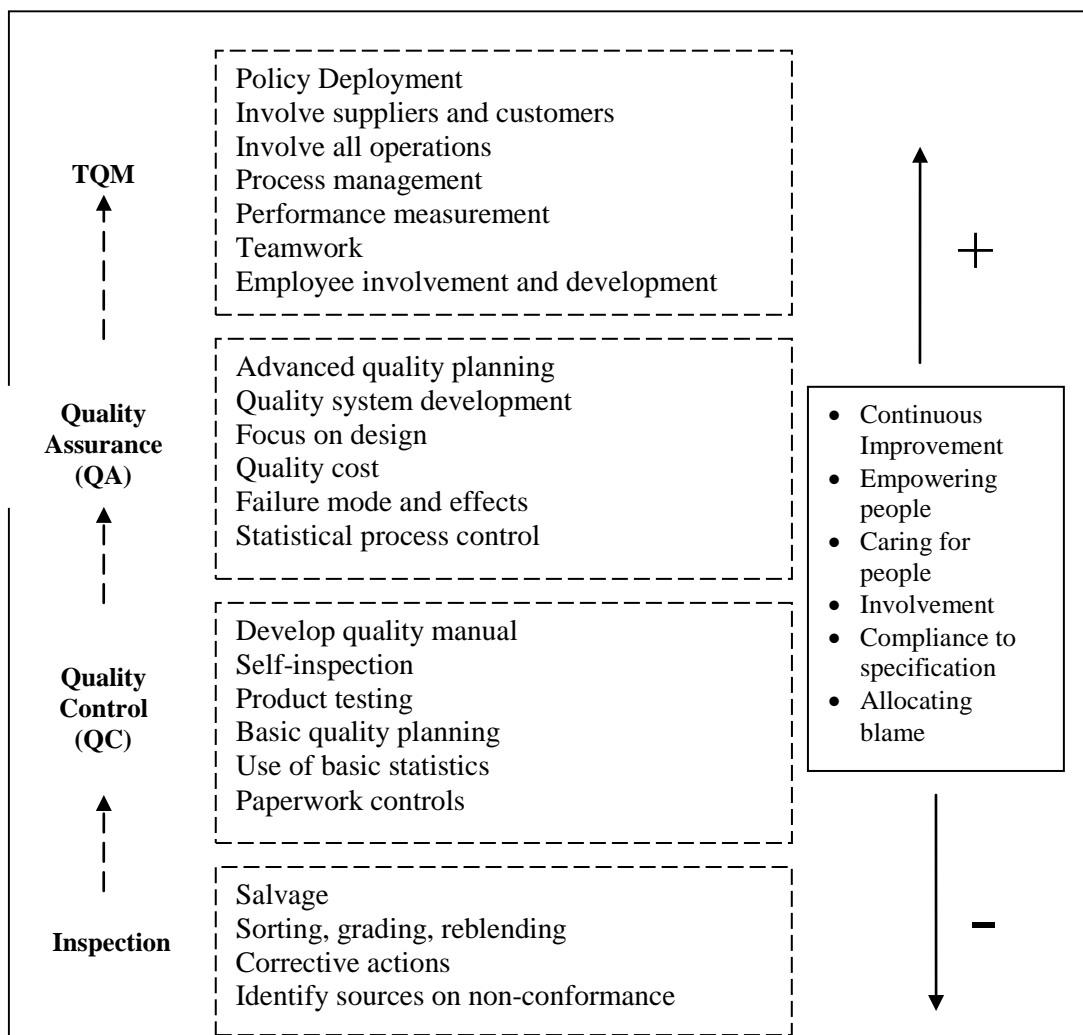 Policy Deployment
Involve suppliers and customers
Involve all operations
Process management
Performance measurement
Teamwork
Employee involvement and development
TQM
+
Advanced quality planning
Quality system development
Focus on design
Quality cost
Failure mode and effects
Statistical process control
Quality
Assurance
(QA)
• Continuous
Improvement
• Empowering
people
• Caring for
people
• Involvement
• Compliance to
specification
• Allocating
blame
Develop quality manual
Self-inspection
Product testing
Basic quality planning
Use of basic statistics
Paperwork controls
Quality
Control
(QC)
Salvage
Sorting, grading, reblending
Corrective actions
Identify sources on non-conformance
Inspection
-